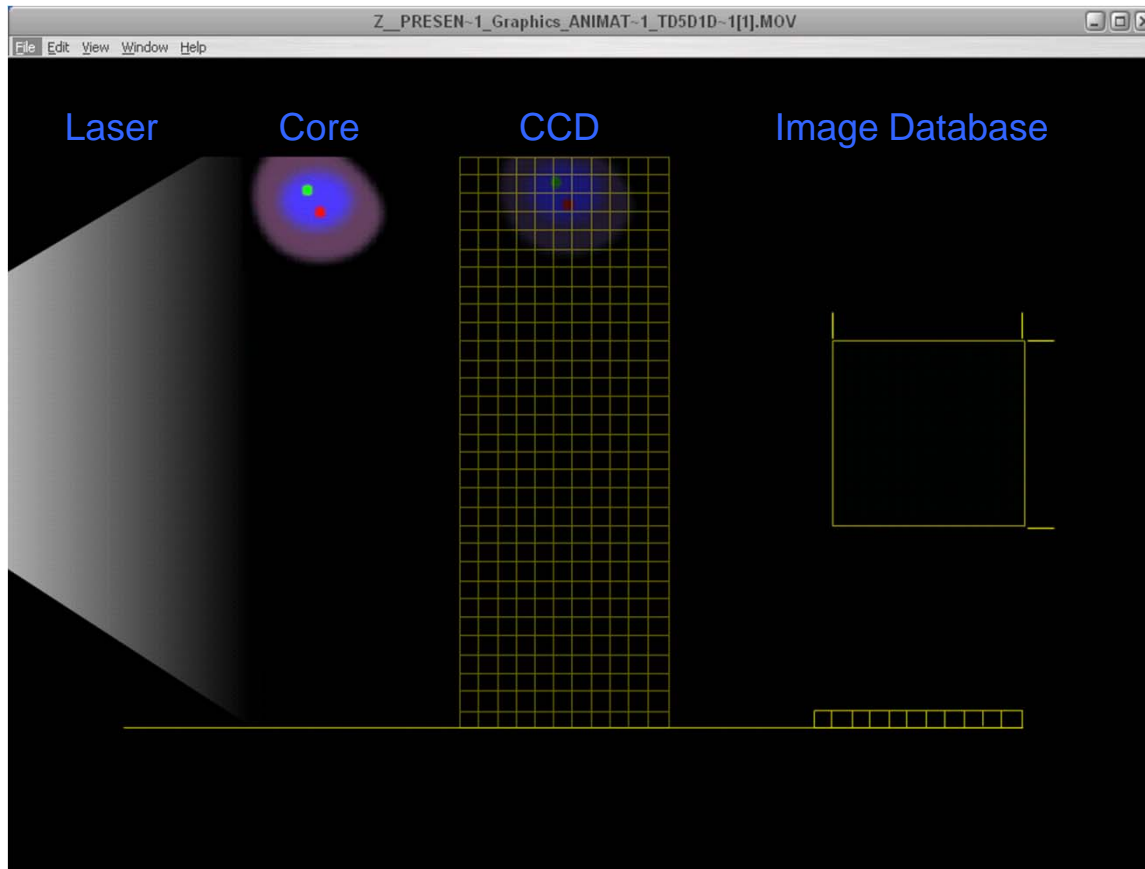 Z__PRESEN~1_Graphics_ANIMAT~1_TD5D1D~1[1].MOV
File Edit View Window Help
Laser Core CCD Image Database